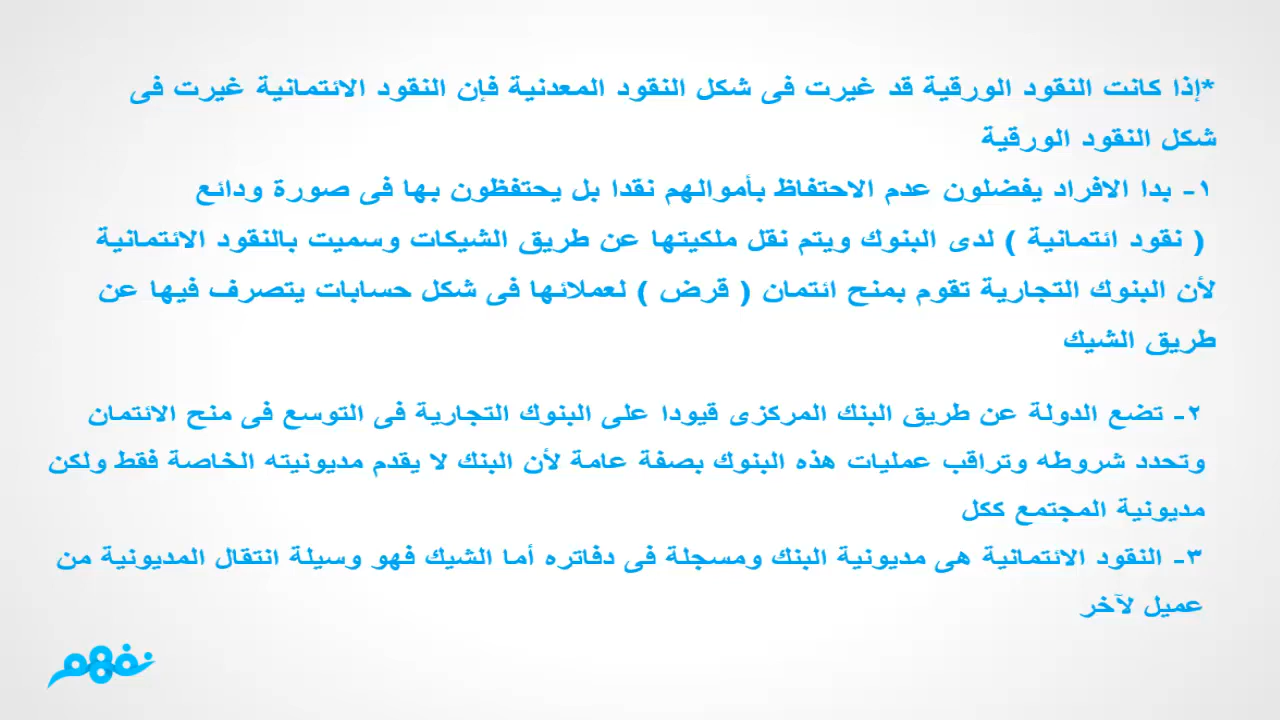 *إذا كانت النقود الورقية قد غيرت فى شكل النقود المعدنية فإن النقود الائتمانية غيرت فى
شكل النقود الورقية
١- بدا الافراد يفضلون عدم الاحتفاظ بأموالهم نقدا بل يحتفظون بها فى صورة ودائع
( نقود ائتمانية ) لدى البنوك ويتم نقل ملكيتها عن طريق الشيكات وسميت بالنقود الائتمانية
لأن البنوك التجارية تقوم بمنح ائتمان ( قرض ) لعملائها فى شكل حسابات يتصرف فيها عن
طريق الشيك
٢- تضع الدولة عن طريق البنك المركزى قيودا على البنوك التجارية فى التوسع فى منح الائتمان
وتحدد شروطه وتراقب عمليات هذه البنوك بصفة عامة لأن البنك لا يقدم مديونيته الخاصة فقط ولكن
مديونية المجتمع ككل
٣- النقود الائتمانية هى مديونية البنك ومسجلة فى دفاتره أما الشيك فهو وسيلة انتقال المديونية من
عميل لآخر
نفهم